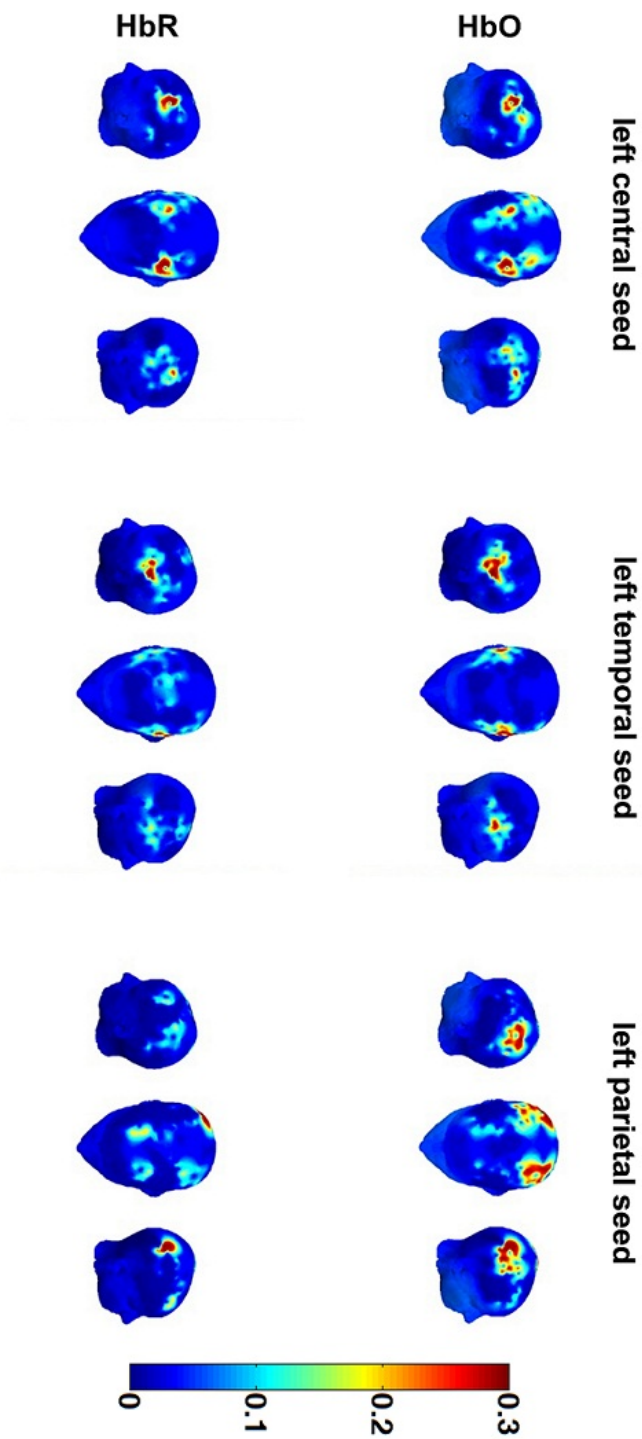 HbR
HbO
left central seed
left temporal seed
left parietal seed
0
0.1
0.2
0.3